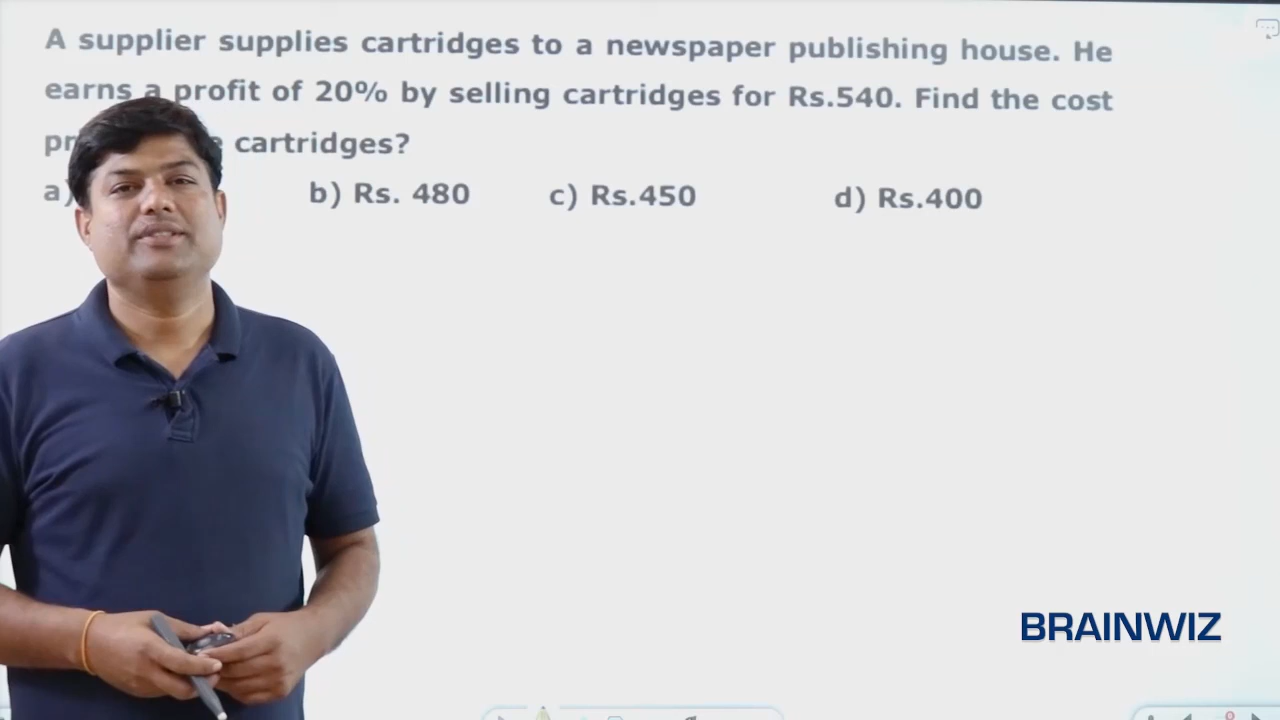 A supplier supplies cartridges to a newspaper publishing house. He
earns a profit of 20% by selling cartridges for Rs.540. Find the cost
cartridges?
a) b) Rs. 480 c) Rs.450 d) Rs.400
BRAINWIZ